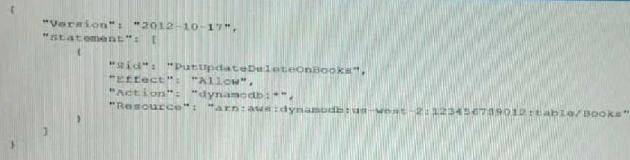 {
"Version": "2012-10-17",
"Statement": [
{
"Sid": "PutUpdateDeleteOnBooks",
"Effect": "Allow",
"Action": "dynamodb:*",
"Resource": "arn:aws:dynamodb:us-west-2:123456789012:table/Books"
}
]
}